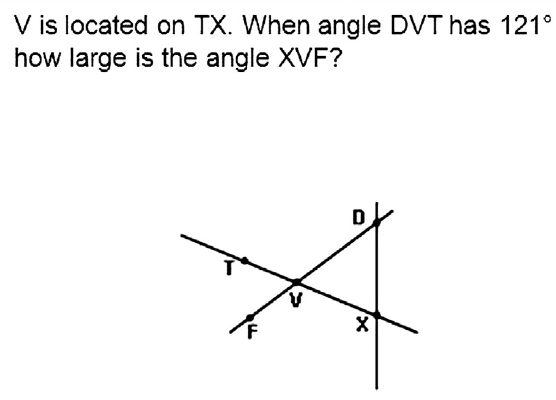 V is located on TX. When angle DVT has 121°
how large is the angle XVF?
D
T
V
F
X